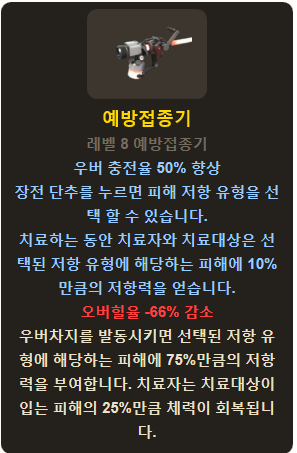 예방접종기
레벨 8 예방접종기
우버 충전율 50% 향상
장전 단추를 누르면 피해 저항 유형을 선
택 할 수 있습니다.
치료하는 동안 치료자와 치료대상은 선
택된 저항 유형에 해당하는 피해에 10%
만큼의 저항력을 얻습니다.
오버힐율 -66% 감소
우버차지를 발동시키면 선택된 저항 유
형에 해당하는 피해에 75%만큼의 저항
력을 부여합니다. 치료자는 치료대상이
입는 피해의 25%만큼 체력이 회복됩니
다.